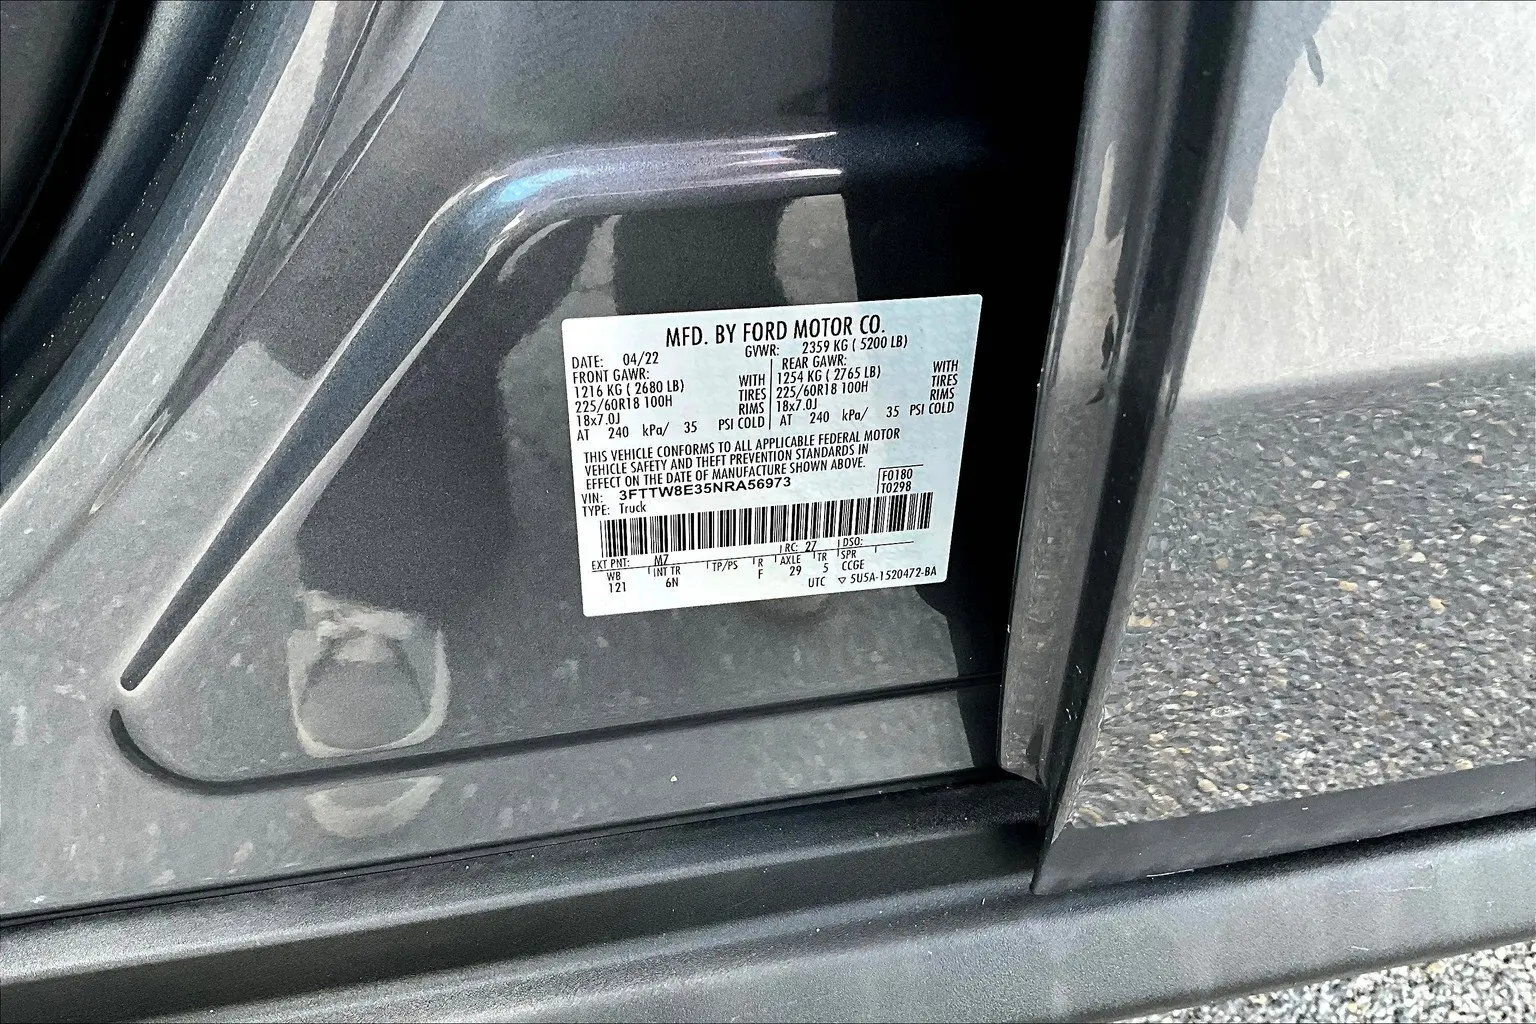 MFD. BY FORD MOTOR CO.
DATE: 04/22 GVWR: 2359 KG ( 5200 LB)
FRONT GAWR: REAR GAWR:
1216 KG ( 2680 LB) WITH 1254 KG ( 2765 LB) WITH
225/60R18 100H TIRES 225/60R18 100H TIRES
18x7.0J RIMS 18x7.0J RIMS
AT 240 kPa/ 35 PSI COLD AT 240 kPa/ 35 PSI COLD
THIS VEHICLE CONFORMS TO ALL APPLICABLE FEDERAL MOTOR
VEHICLE SAFETY AND THEFT PREVENTION STANDARDS IN
EFFECT ON THE DATE OF MANUFACTURE SHOWN ABOVE.
VIN: 3FTTW8E35NRA56973 F0180
TYPE: Truck T0298
EXT PNT: M7 RC: 27 DSO:
WB INT TR TP/PS R AXLE TR SPR
121 6N F 29 5 CCGE
UTC ▽ 5U5A-1520472-BA